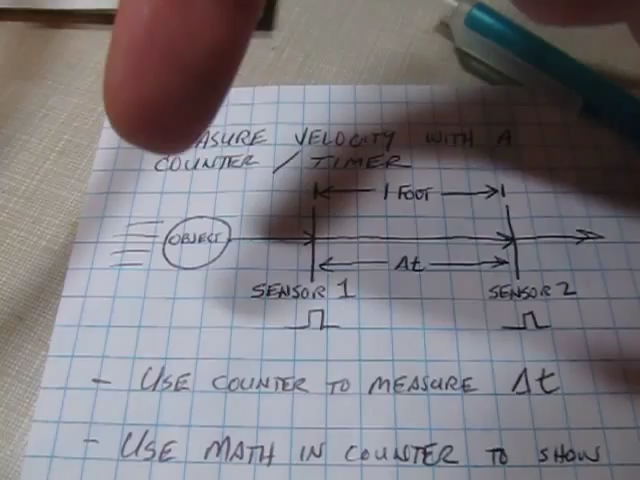 VELOCITY WITH A
COUNTER / TIMER
1 FOOT
OBJECT
Δt
SENSOR 1 SENSOR 2
- USE COUNTER TO MEASURE Δt
- USE MATH IN COUNTER TO SHOW